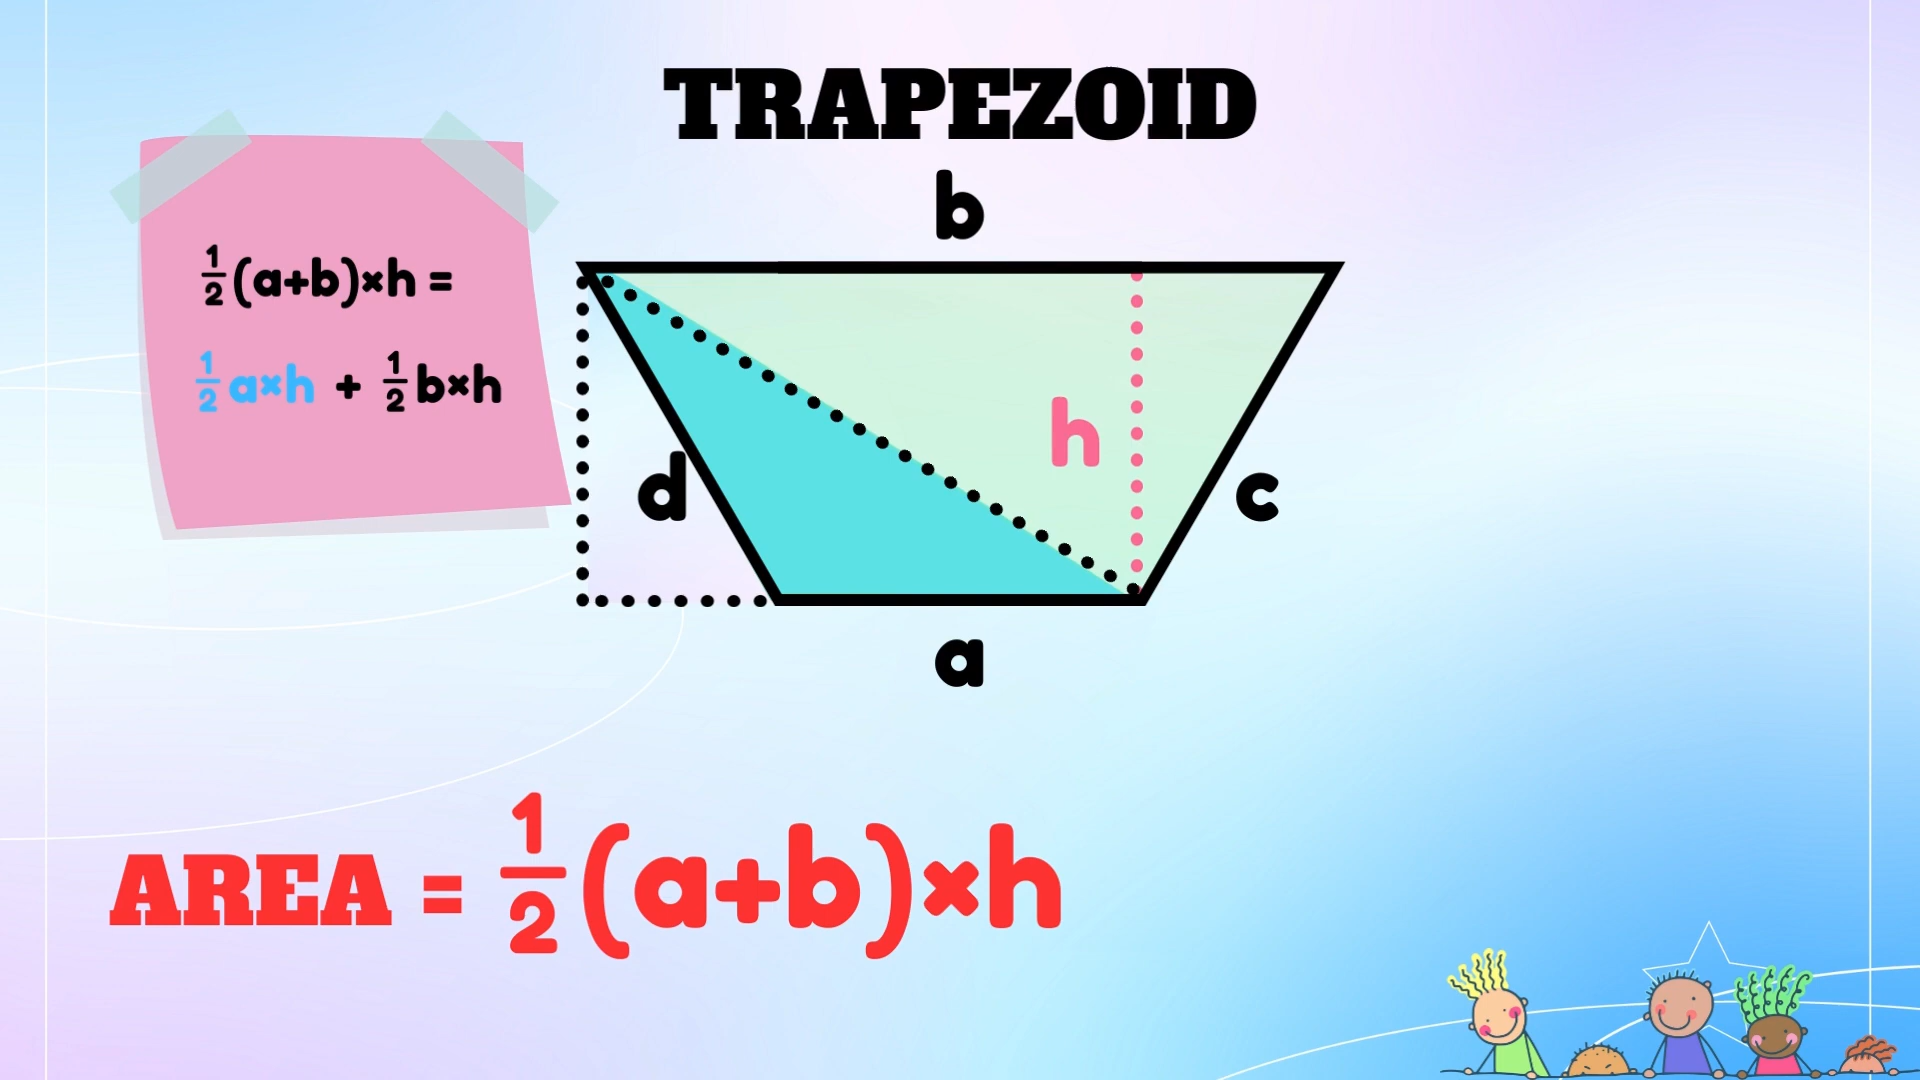 TRAPEZOID
b
½(a+b)×h =
½a×h + ½b×h
h
d
c
a
AREA = ½(a+b)×h